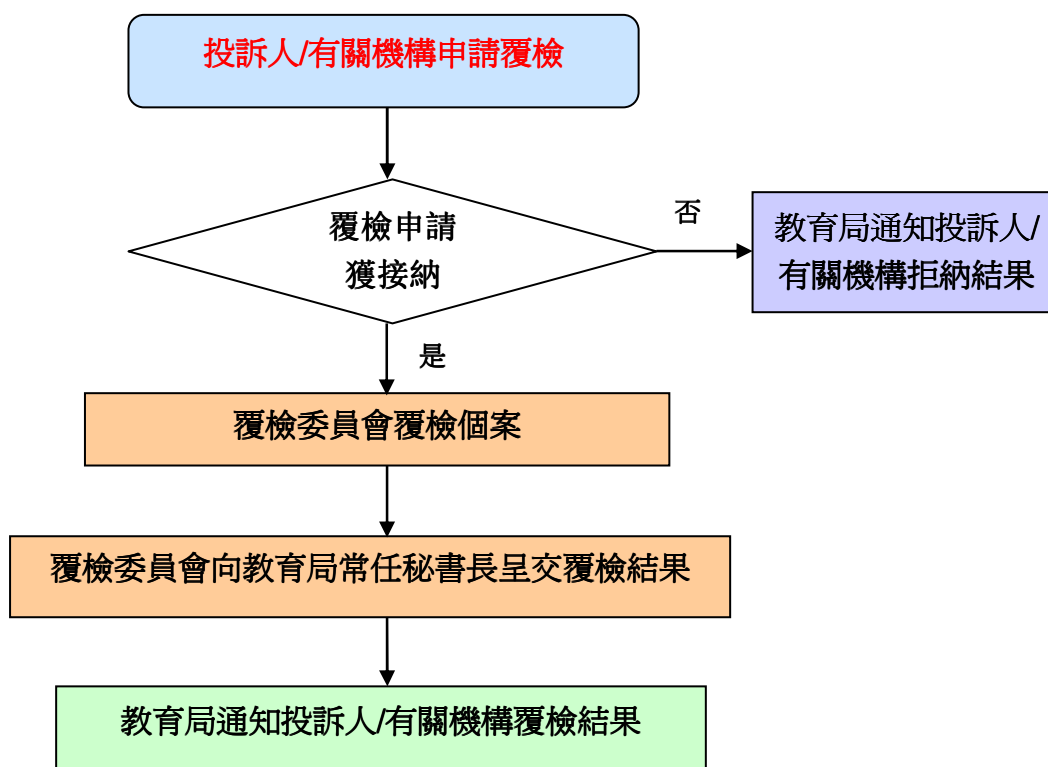 投訴人/有關機構申請覆檢
覆檢申請
獲接納
否
教育局通知投訴人/
有關機構拒納結果
是
覆檢委員會覆檢個案
覆檢委員會向教育局常任秘書長呈交覆檢結果
教育局通知投訴人/有關機構覆檢結果